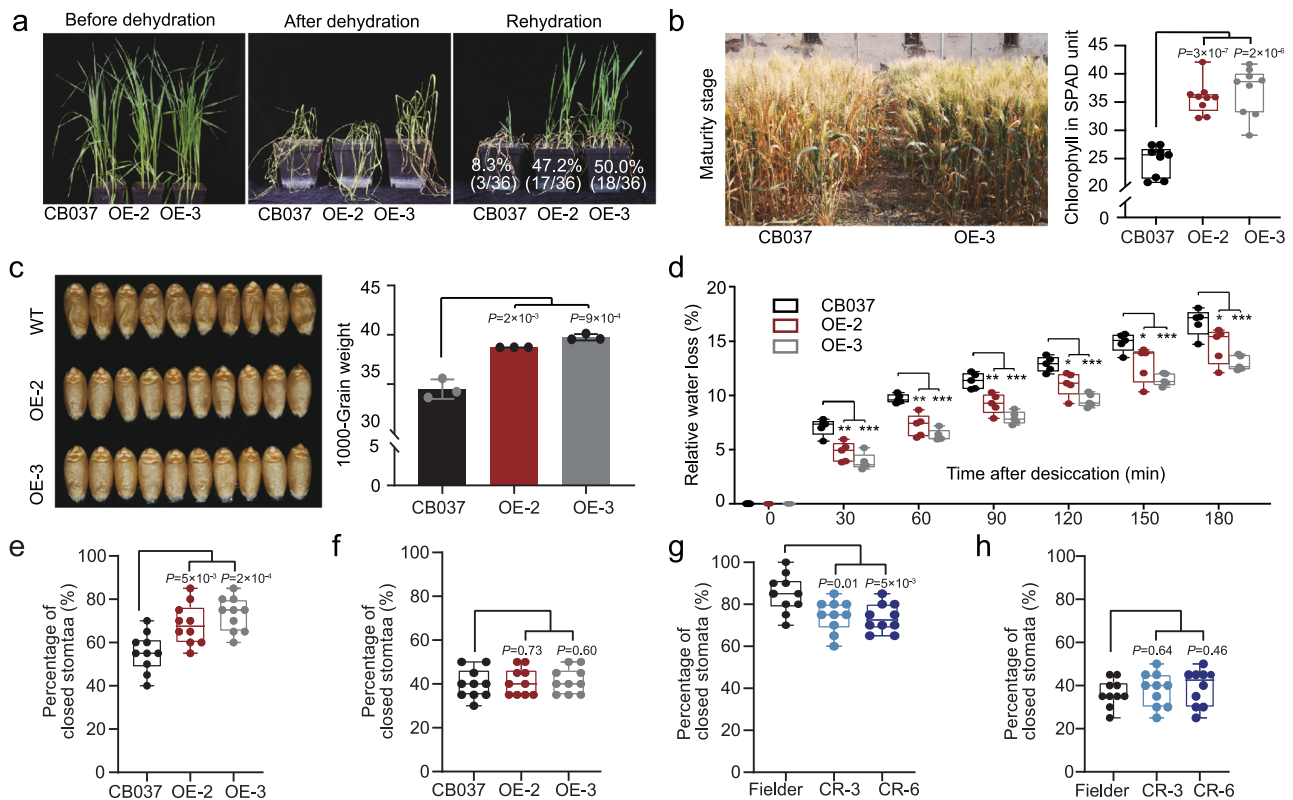 a
Before dehydration
After dehydration
Rehydration
8.3%
(3/36)
47.2%
(17/36)
50.0%
(18/36)
CB037 OE-2 OE-3
CB037 OE-2 OE-3
CB037 OE-2 OE-3
b
Maturity stage
CB037
OE-3
Chlorophyll in SPAD unit
45
40
35
30
25
20
0
P=3×10-7
P=2×10-6
CB037
OE-2
OE-3
c
WT
OE-2
OE-3
1000-Grain weight
45
40
35
30
5
0
P=2×10-3
P=9×10-4
CB037
OE-2
OE-3
d
Relative water loss (%)
20
15
10
5
0
CB037
OE-2
OE-3
** ***
** ***
** ***
* ***
* ***
* ***
Time after desiccation (min)
0 30 60 90 120 150 180
e
Percentage of
closed stomtaa (%)
100
80
60
40
20
0
P=5×10-3
P=2×10-4
CB037 OE-2 OE-3
f
Percentage of
closed stomata (%)
100
80
60
40
20
0
P=0.73
P=0.60
CB037 OE-2 OE-3
g
Percentage of
closed stomata (%)
100
80
60
40
20
0
P=0.01
P=5×10-3
Fielder CR-3 CR-6
h
Percentage of
closed stomata (%)
100
80
60
40
20
0
P=0.64
P=0.46
Fielder CR-3 CR-6